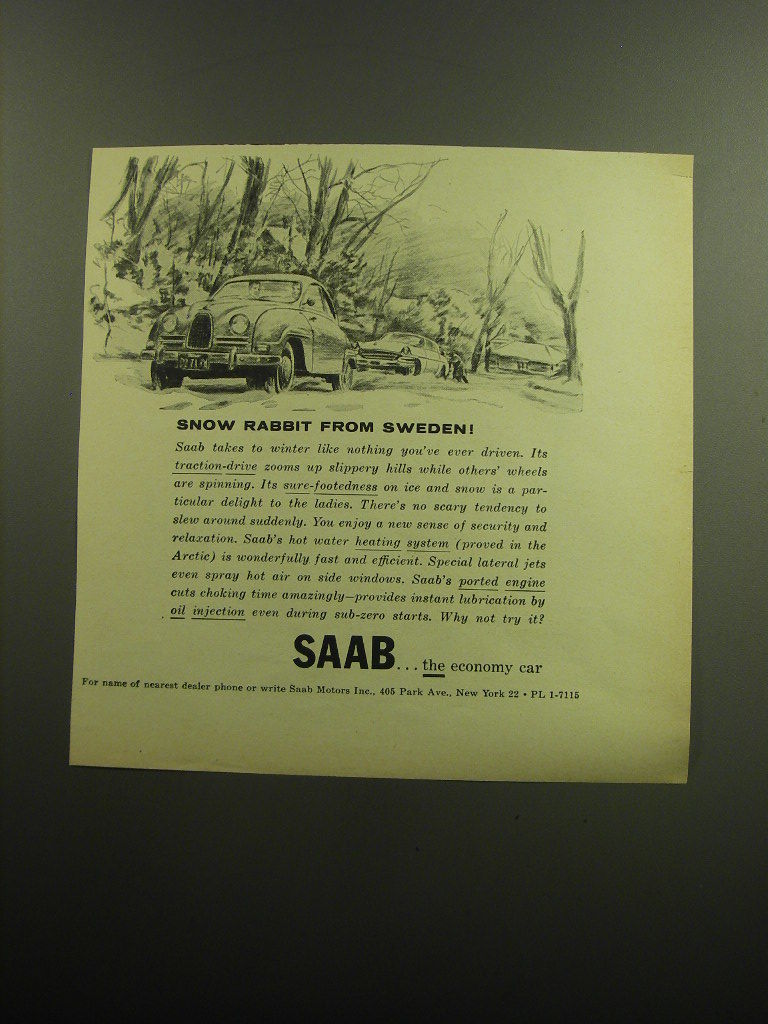 SNOW RABBIT FROM SWEDEN!
Saab takes to winter like nothing you've ever driven. Its
traction-drive zooms up slippery hills while others' wheels
are spinning. Its sure-footedness on ice and snow is a par-
ticular delight to the ladies. There's no scary tendency to
slew around suddenly. You enjoy a new sense of security and
relaxation. Saab's hot water heating system (proved in the
Arctic) is wonderfully fast and efficient. Special lateral jets
even spray hot air on side windows. Saab's ported engine
cuts choking time amazingly—provides instant lubrication by
oil injection even during sub-zero starts. Why not try it?
SAAB... the economy car
For name of nearest dealer phone or write Saab Motors Inc., 405 Park Ave., New York 22 • PL 1-7115